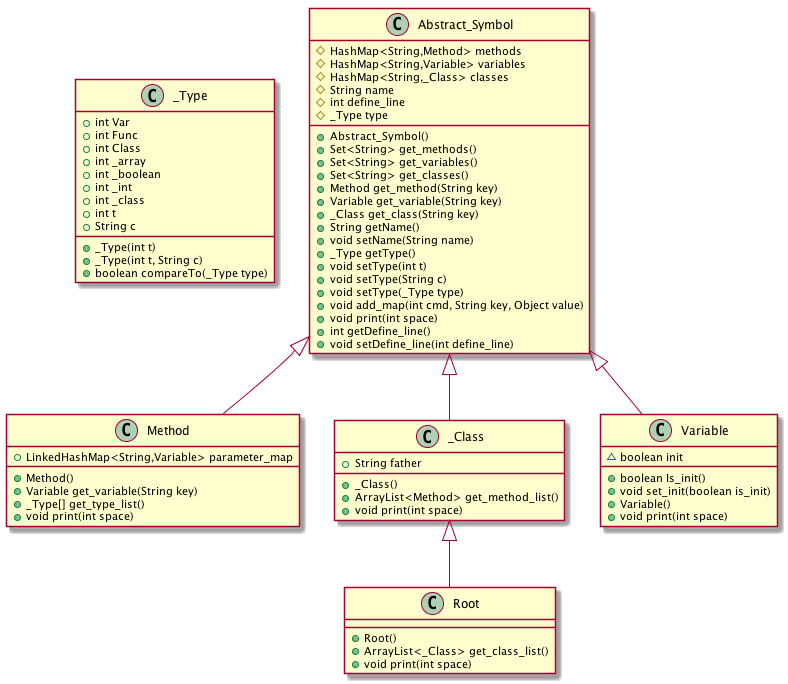 C Abstract_Symbol
HashMap<String,Method> methods
HashMap<String,Variable> variables
HashMap<String,_Class> classes
String name
int define_line
_Type type
Abstract_Symbol()
Set<String> get_methods()
Set<String> get_variables()
Set<String> get_classes()
Method get_method(String key)
Variable get_variable(String key)
_Class get_class(String key)
String getName()
void setName(String name)
_Type getType()
void setType(int t)
void setType(String c)
void setType(_Type type)
void add_map(int cmd, String key, Object value)
void print(int space)
int getDefine_line()
void setDefine_line(int define_line)
C _Type
int Var
int Func
int Class
int _array
int _boolean
int _int
int _class
int t
String c
_Type(int t)
_Type(int t, String c)
boolean compareTo(_Type type)
C Method
LinkedHashMap<String,Variable> parameter_map
Method()
Variable get_variable(String key)
_Type[] get_type_list()
void print(int space)
C _Class
String father
_Class()
ArrayList<Method> get_method_list()
void print(int space)
C Variable
boolean init
boolean Is_init()
void set_init(boolean is_init)
Variable()
void print(int space)
C Root
Root()
ArrayList<_Class> get_class_list()
void print(int space)